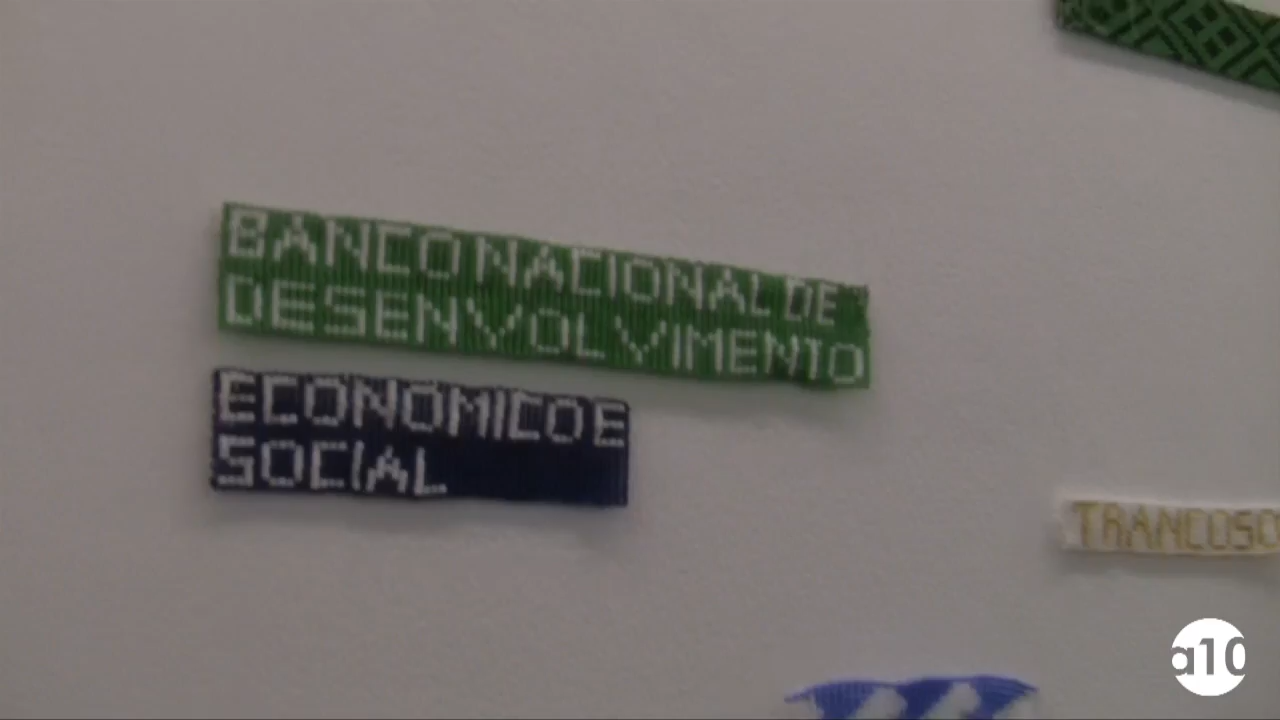 BANCO NACIONAL DE
DESENVOLVIMENTO
ECONOMICO E
SOCIAL
TRANCOSO
a10